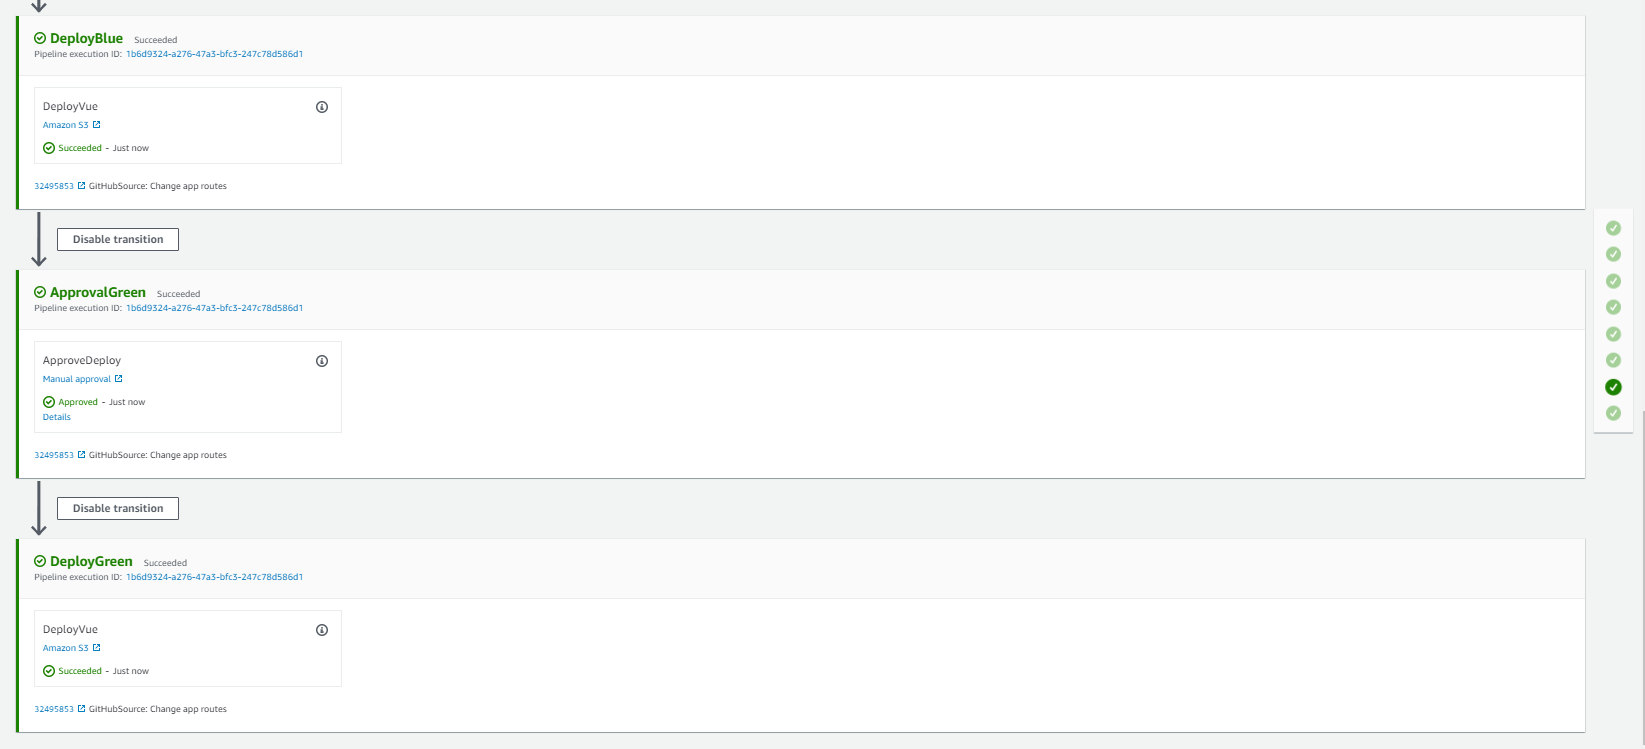 DeployBlue Succeeded
Pipeline execution ID: 1b6d9324-a276-47a3-bfc3-247c78d586d1
DeployVue
Amazon S3
Succeeded - Just now
32495853 GitHubSource: Change app routes
Disable transition
ApprovalGreen Succeeded
Pipeline execution ID: 1b6d9324-a276-47a3-bfc3-247c78d586d1
ApproveDeploy
Manual approval
Approved - Just now
Details
32495853 GitHubSource: Change app routes
Disable transition
DeployGreen Succeeded
Pipeline execution ID: 1b6d9324-a276-47a3-bfc3-247c78d586d1
DeployVue
Amazon S3
Succeeded - Just now
32495853 GitHubSource: Change app routes